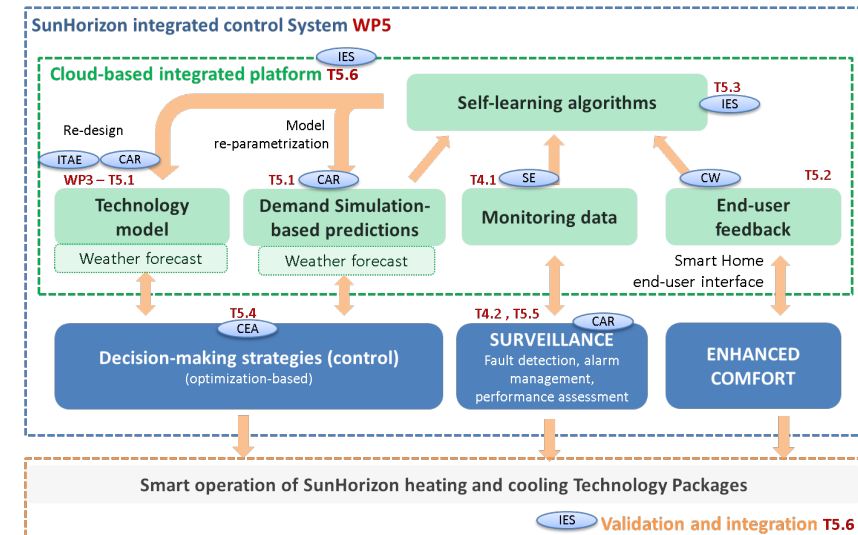 SunHorizon integrated control System WP5
IES
Cloud-based integrated platform T5.6
Self-learning algorithms
T5.3
IES
Re-design
Model
re-parametrization
ITAE
CAR
WP3 – T5.1
T5.1
CAR
T4.1
SE
CW
T5.2
Technology
model
Weather forecast
Demand Simulation-
based predictions
Weather forecast
Monitoring data
End-user
feedback
Smart Home
end-user interface
T5.4
CEA
Decision-making strategies (control)
(optimization-based)
T4.2 , T5.5
CAR
SURVEILLANCE
Fault detection, alarm
management,
performance assessment
ENHANCED
COMFORT
Smart operation of SunHorizon heating and cooling Technology Packages
IES
Validation and integration T5.6